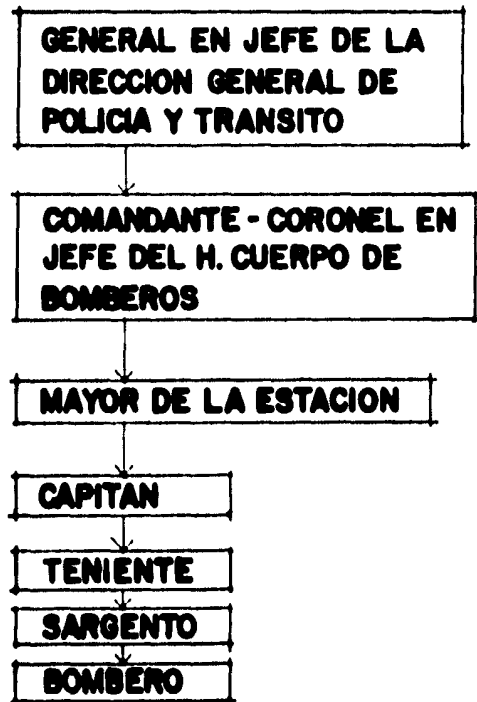 GENERAL EN JEFE DE LA
DIRECCION GENERAL DE
POLICIA Y TRANSITO
COMANDANTE - CORONEL EN
JEFE DEL H. CUERPO DE
BOMBEROS
MAYOR DE LA ESTACION
CAPITAN
TENIENTE
SARGENTO
BOMBERO